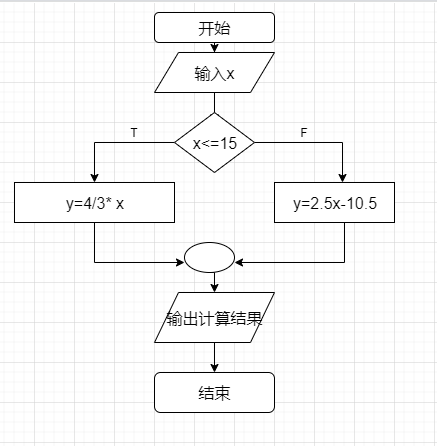 开始
输入x
x<=15
T
F
y=4/3* x
y=2.5x-10.5
输出计算结果
结束